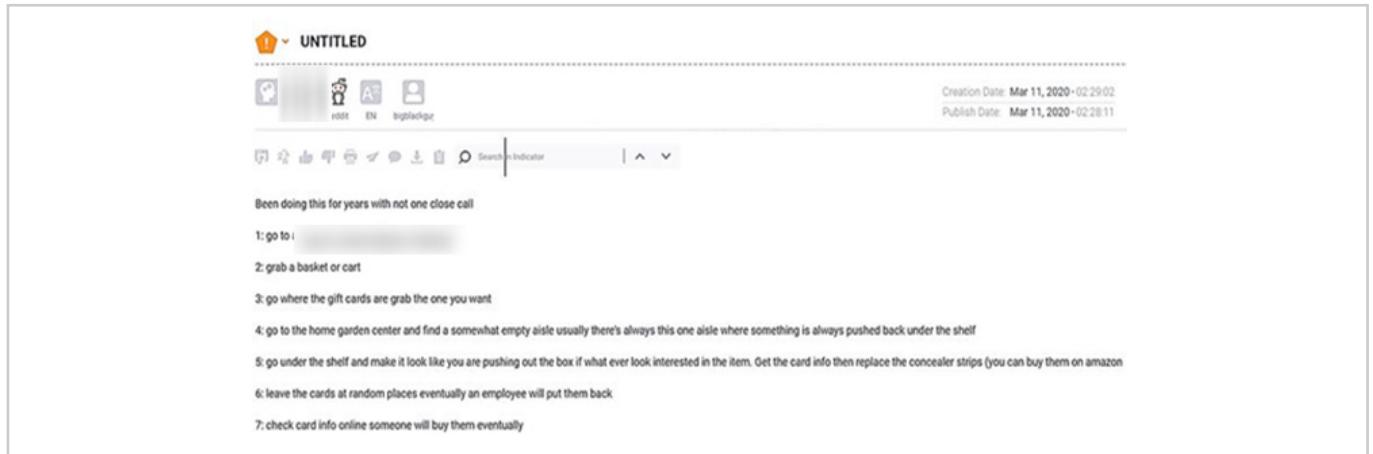 UNTITLED
eddit EN bigblackguy
Creation Date: Mar 11, 2020 - 02:29:02
Publish Date: Mar 11, 2020 - 02:28:11
Search in Indicator
Been doing this for years with not one close call
1: go to
2: grab a basket or cart
3: go where the gift cards are grab the one you want
4: go to the home garden center and find a somewhat empty aisle usually there's always this one aisle where something is always pushed back under the shelf
5: go under the shelf and make it look like you are pushing out the box if what ever look interested in the item. Get the card info then replace the concealer strips (you can buy them on amazon
6: leave the cards at random places eventually an employee will put them back
7: check card info online someone will buy them eventually